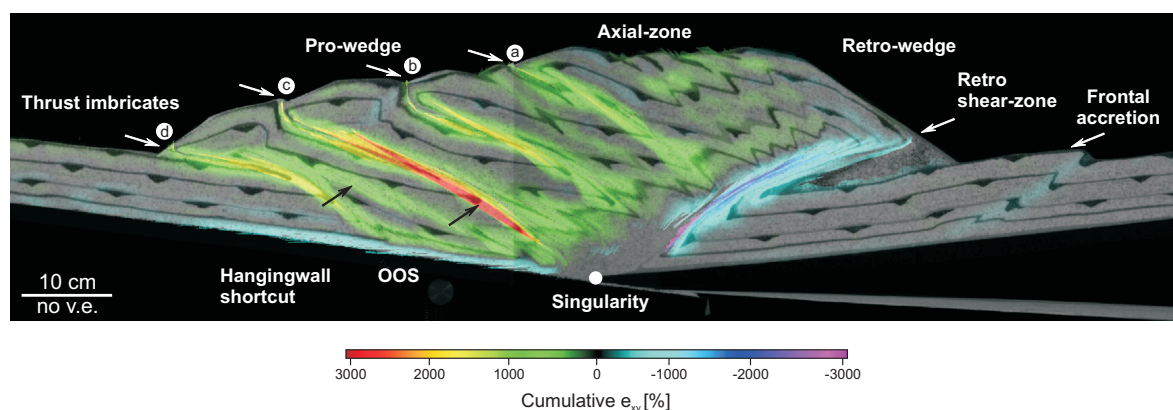 Axial-zone
Pro-wedge
Retro-wedge
a
b
c
d
Thrust imbricates
Retro
shear-zone
Frontal
accretion
Hangingwall
shortcut
OOS
Singularity
10 cm
no v.e.
3000 2000 1000 0 -1000 -2000 -3000
Cumulative exy [%]